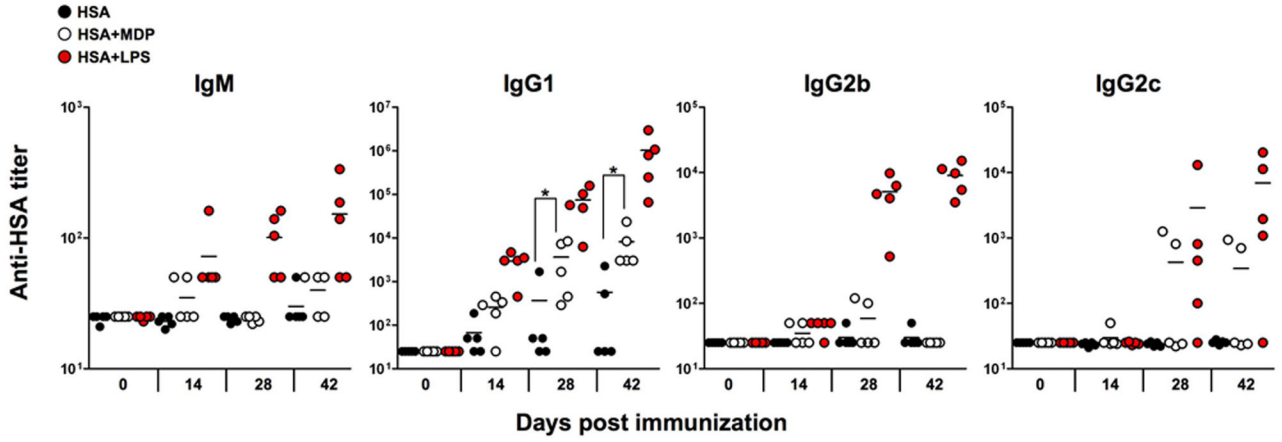 HSA
HSA+MDP
HSA+LPS
IgM IgG1 IgG2b IgG2c
Anti-HSA titer
10³
10²
10¹
0 14 28 42
10⁷
10⁶
10⁵
10⁴
10³
10²
10¹
* *
0 14 28 42
10⁵
10⁴
10³
10²
10¹
0 14 28 42
10⁵
10⁴
10³
10²
10¹
0 14 28 42
Days post immunization